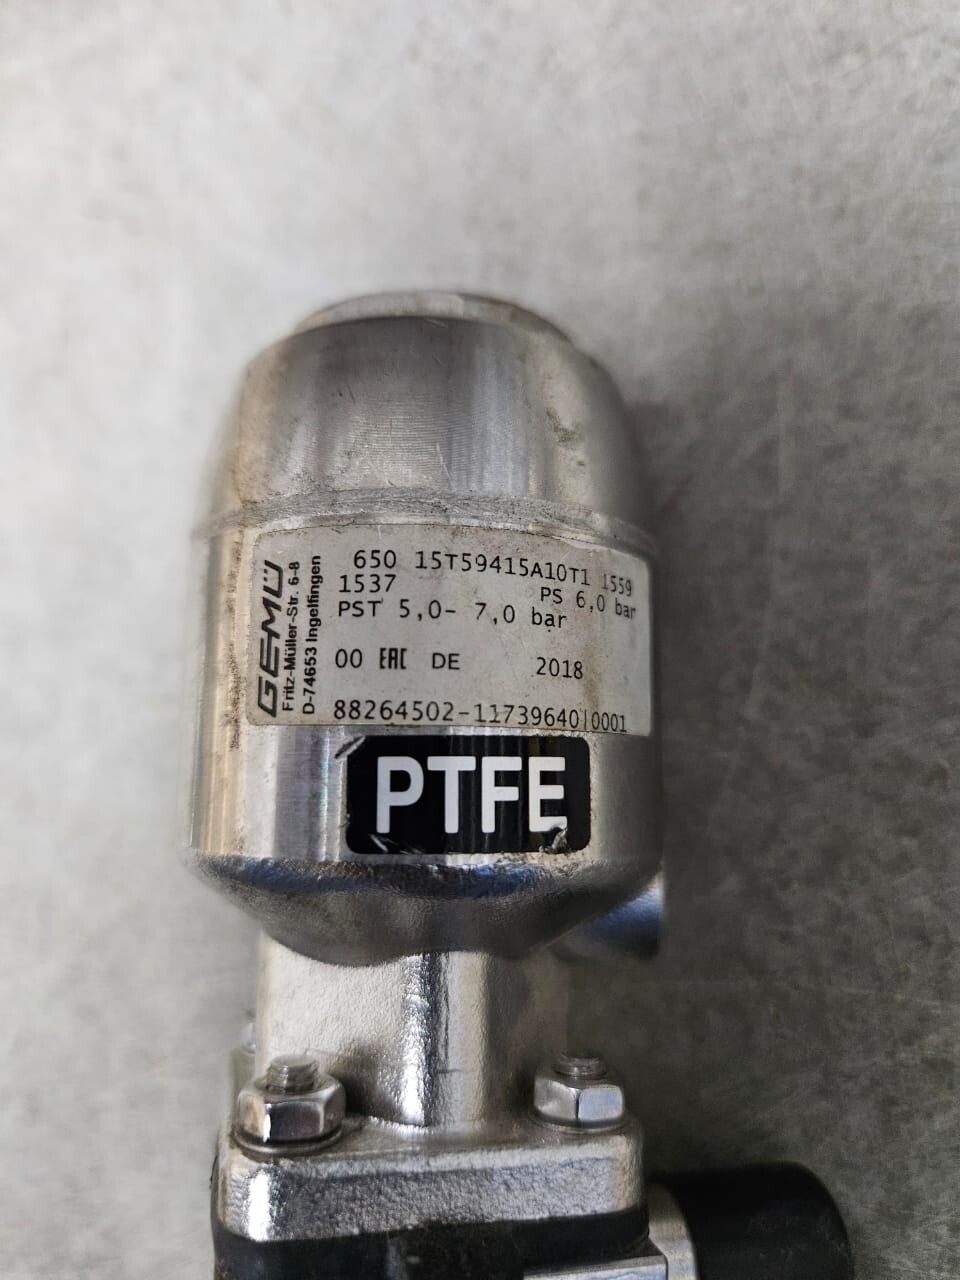 GEMÜ
Fritz-Müller-Str. 6-8
D-74653 Ingelfingen
650 15T59415A10T1 1559
1537 PS 6,0 bar
PST 5,0- 7,0 bar
00 EAC DE 2018
88264502-11739640|0001
PTFE